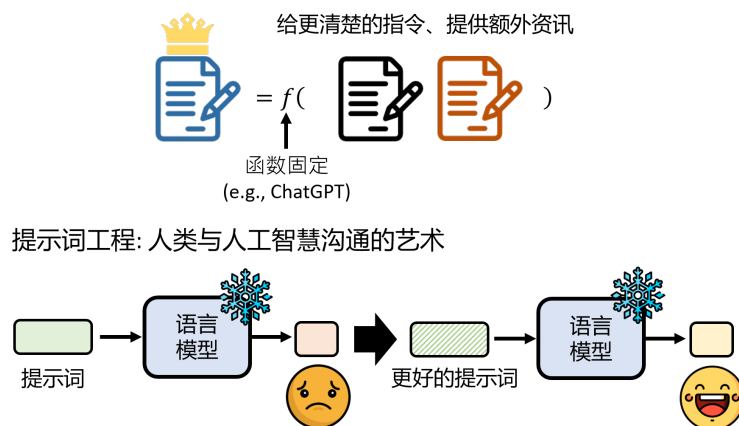 给更清楚的指令、提供额外资讯
= f( )
函数固定
(e.g., ChatGPT)
提示词工程: 人类与人工智慧沟通的艺术
语言
模型
提示词
更好的提示词
语言
模型